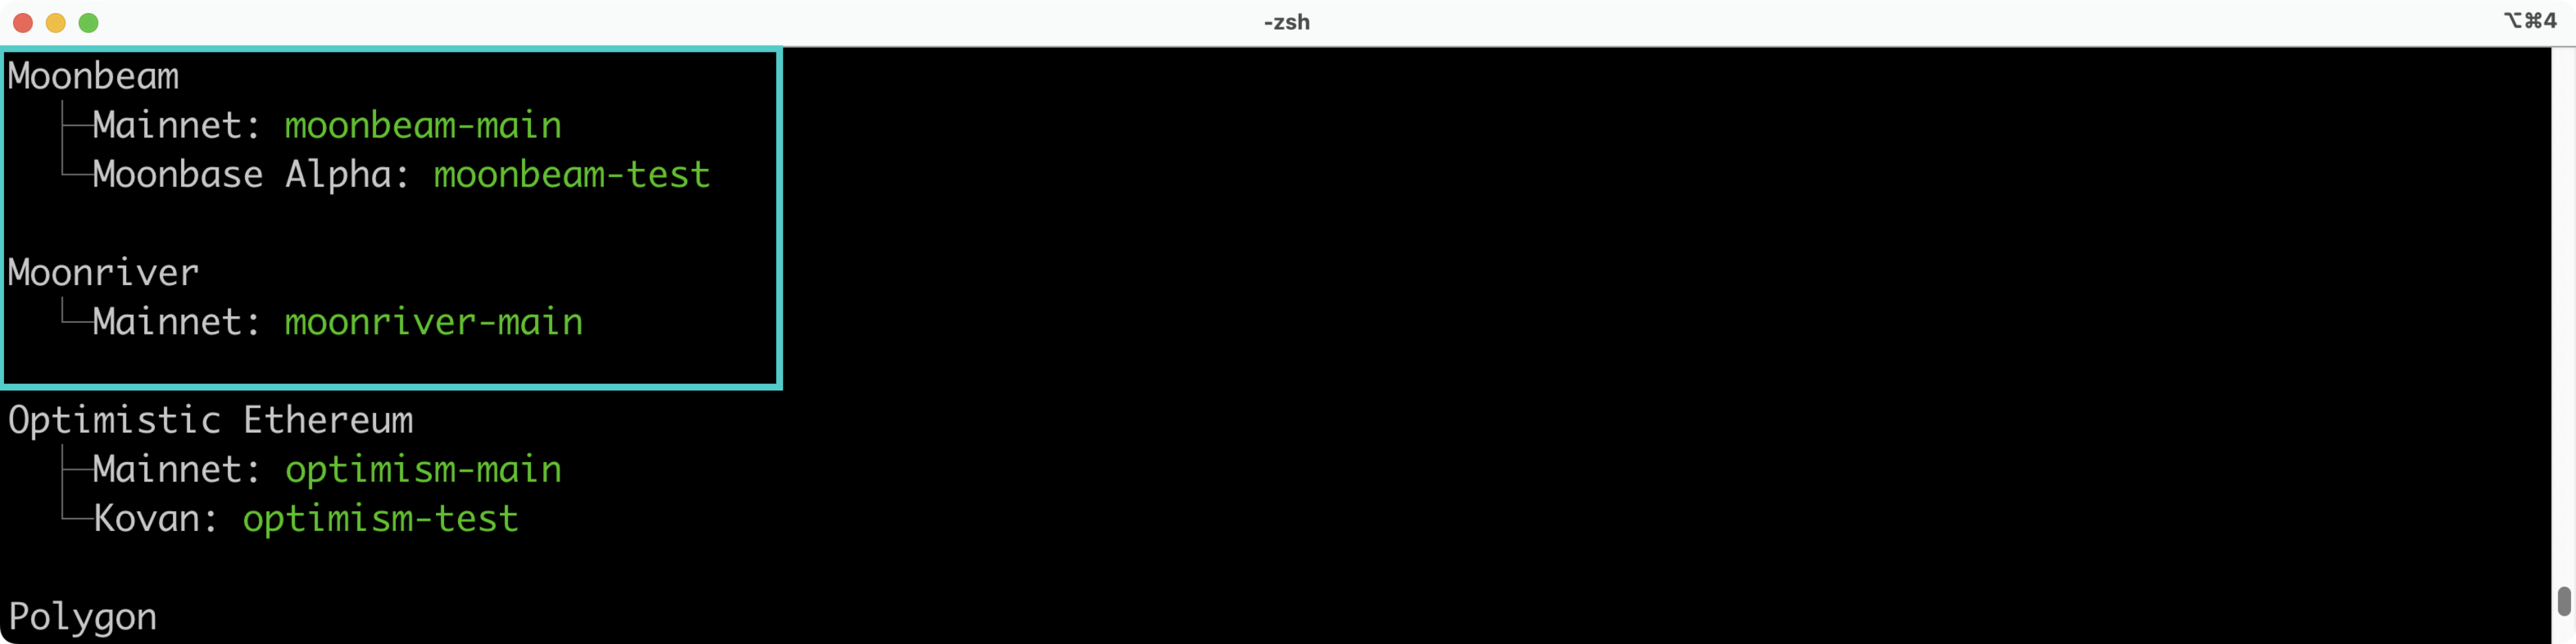 -zsh
⌥⌘4
Moonbeam
├─Mainnet: moonbeam-main
└─Moonbase Alpha: moonbeam-test
Moonriver
└─Mainnet: moonriver-main
Optimistic Ethereum
├─Mainnet: optimism-main
└─Kovan: optimism-test
Polygon